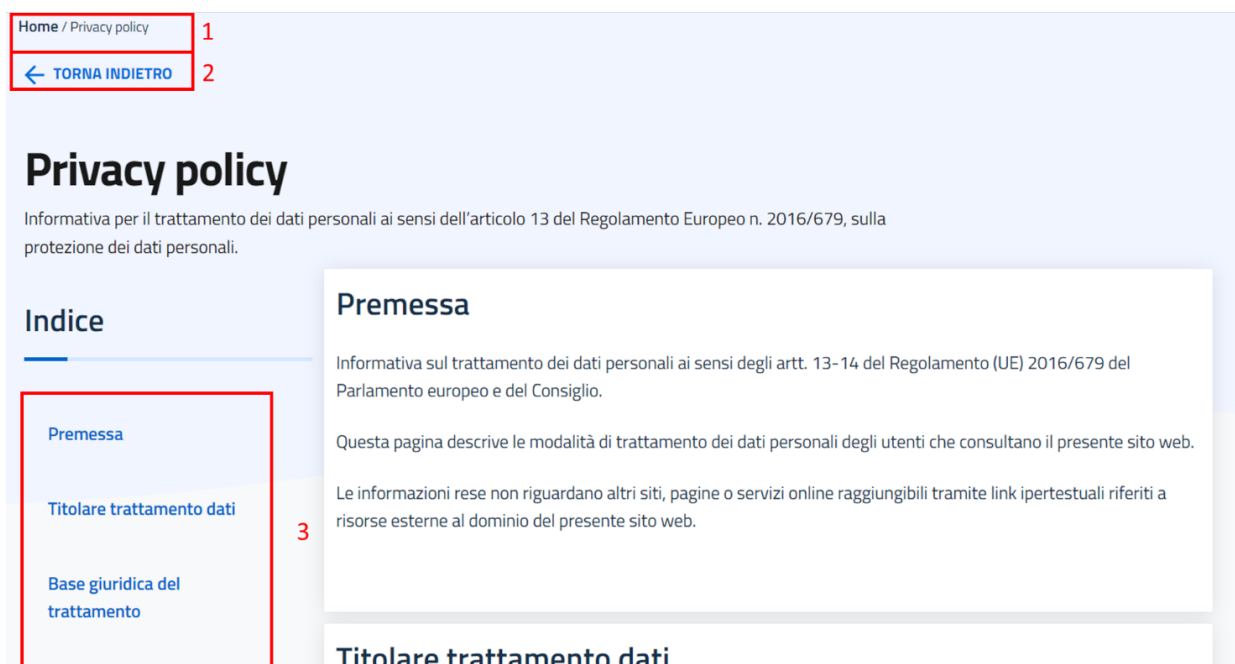 Home / Privacy policy
1
← TORNA INDIETRO
2
Privacy policy
Informativa per il trattamento dei dati personali ai sensi dell'articolo 13 del Regolamento Europeo n. 2016/679, sulla
protezione dei dati personali.
Indice
Premessa
Titolare trattamento dati
Base giuridica del
trattamento
3
Premessa
Informativa sul trattamento dei dati personali ai sensi degli artt. 13-14 del Regolamento (UE) 2016/679 del
Parlamento europeo e del Consiglio.
Questa pagina descrive le modalità di trattamento dei dati personali degli utenti che consultano il presente sito web.
Le informazioni rese non riguardano altri siti, pagine o servizi online raggiungibili tramite link ipertestuali riferiti a
risorse esterne al dominio del presente sito web.
Titolare trattamento dati